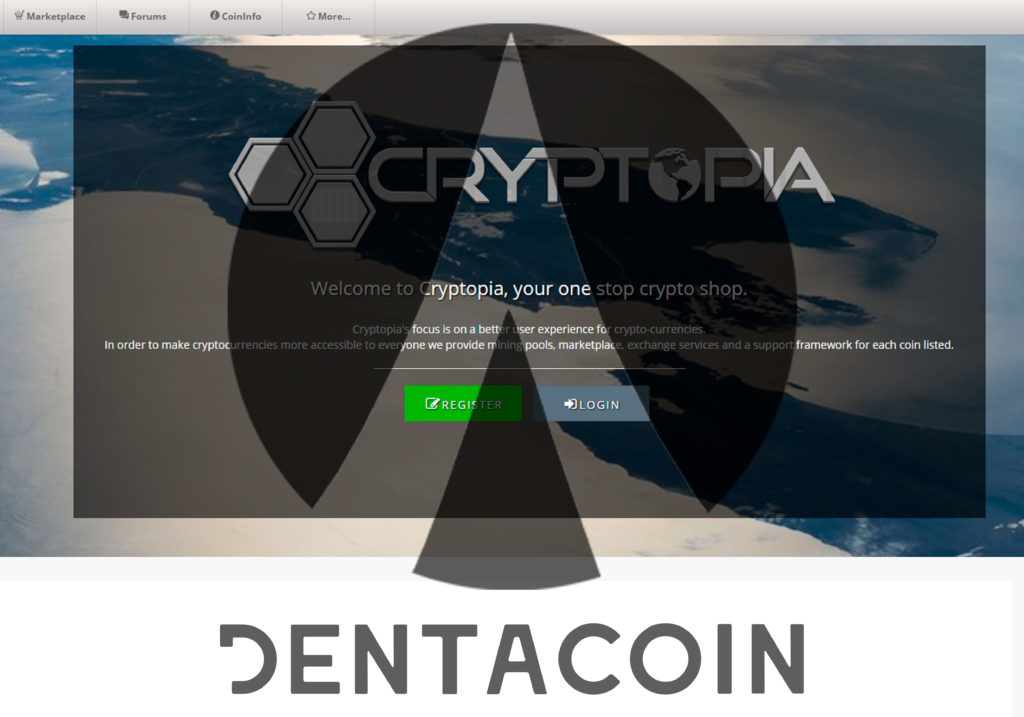 Marketplace Forums CoinInfo More...
CRYPTOPIA
Welcome to Cryptopia, your one stop crypto shop.
Cryptopia's focus is on a better user experience for crypto-currencies.
In order to make cryptocurrencies more accessible to everyone we provide mining pools, marketplace, exchange services and a support framework for each coin listed.
REGISTER LOGIN
DENTACOIN